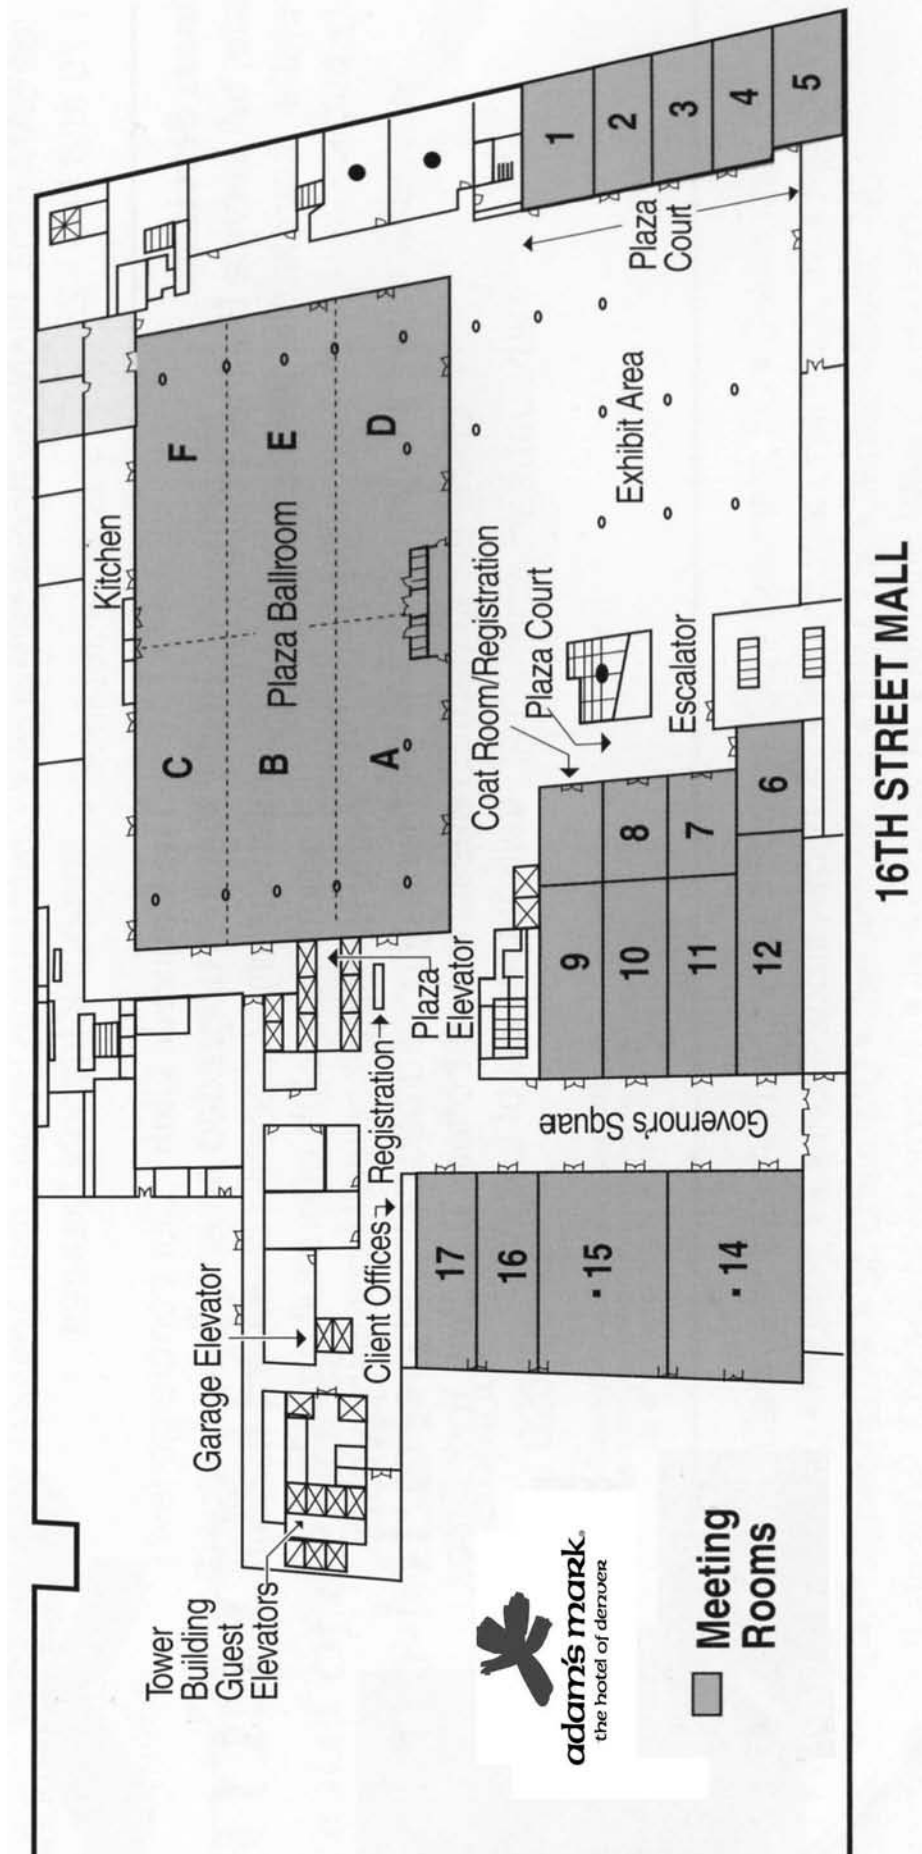 Tower
Building
Guest
Elevators
Garage Elevator
Client Offices
Registration
Plaza
Elevator
Kitchen
C
F
B
E
Plaza Ballroom
A
D
Coat Room/Registration
Plaza Court
Escalator
Exhibit Area
Plaza
Court
1
2
3
4
5
9
10
8
11
7
12
6
Governor's Square
17
16
15
14
adam's mark®
the hotel of denver
Meeting
Rooms
16TH STREET MALL